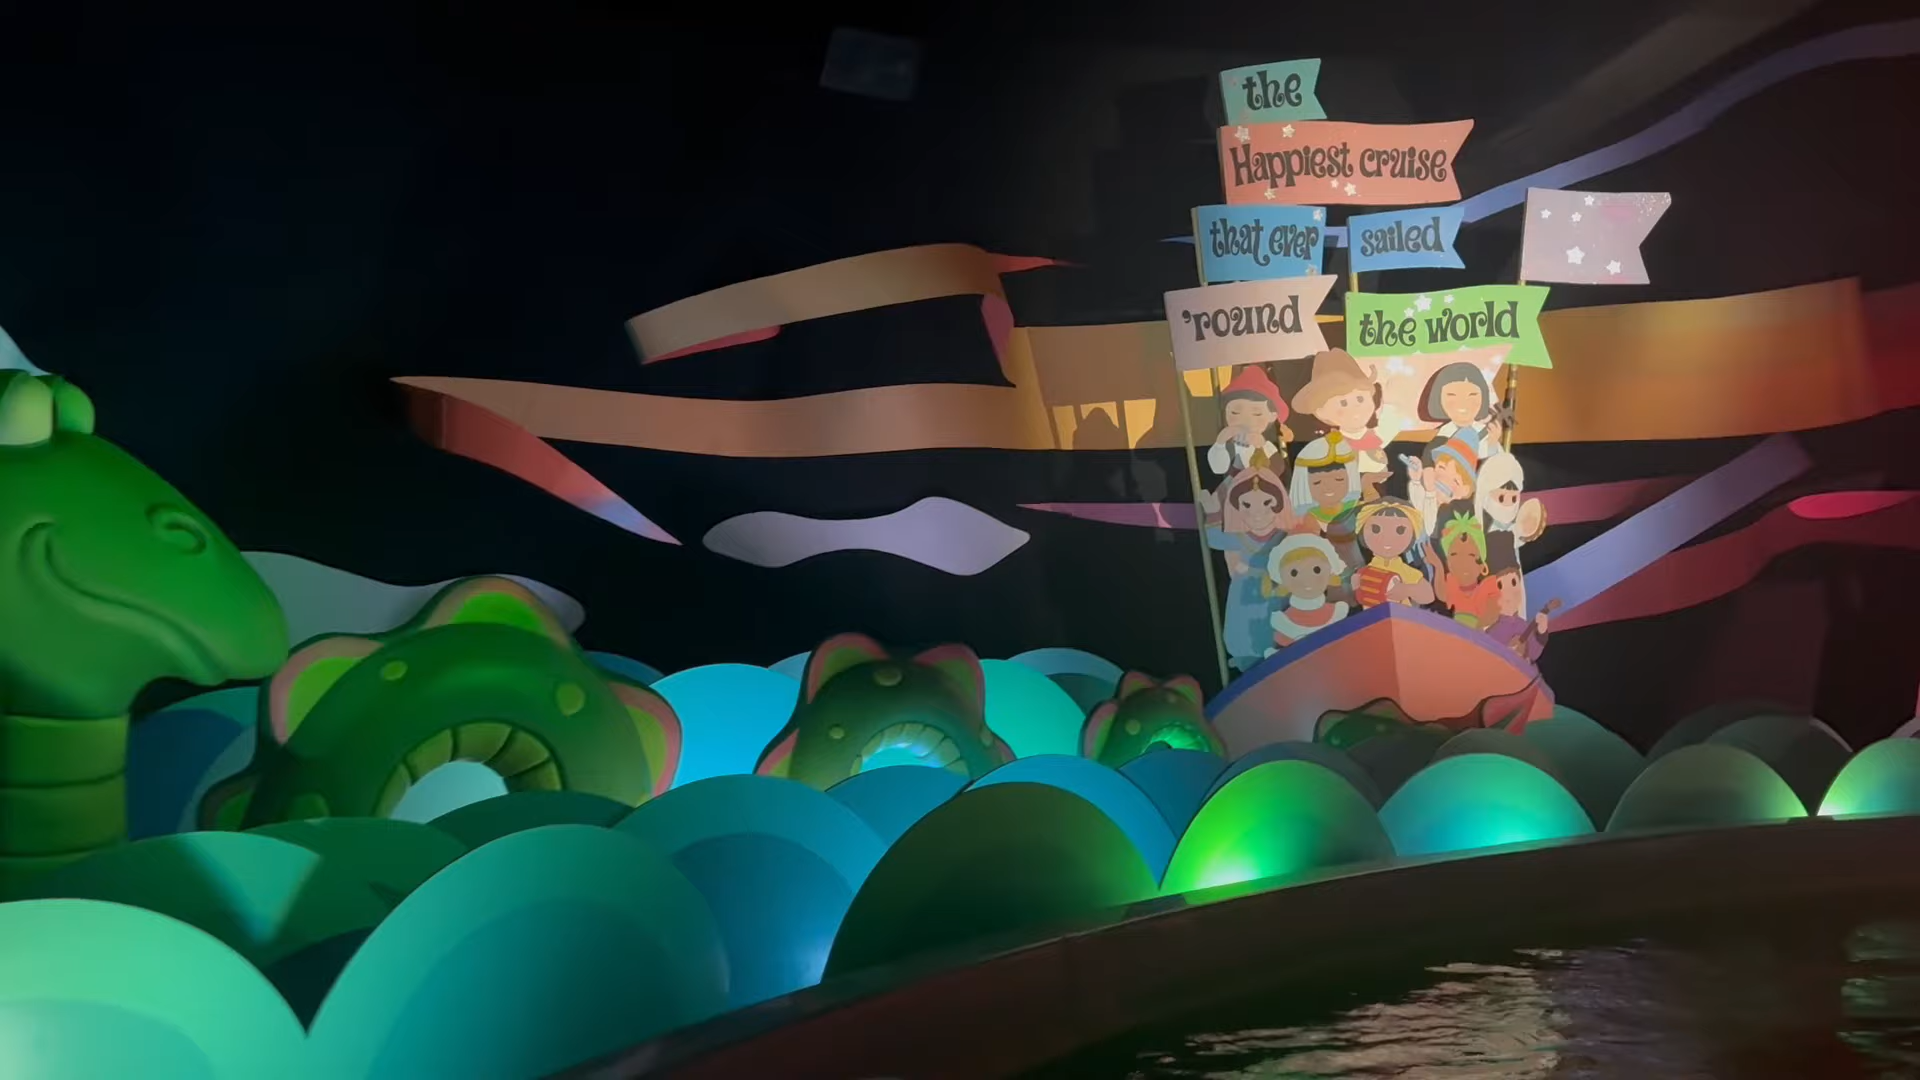 the
Happiest cruise
that ever sailed
'round the world